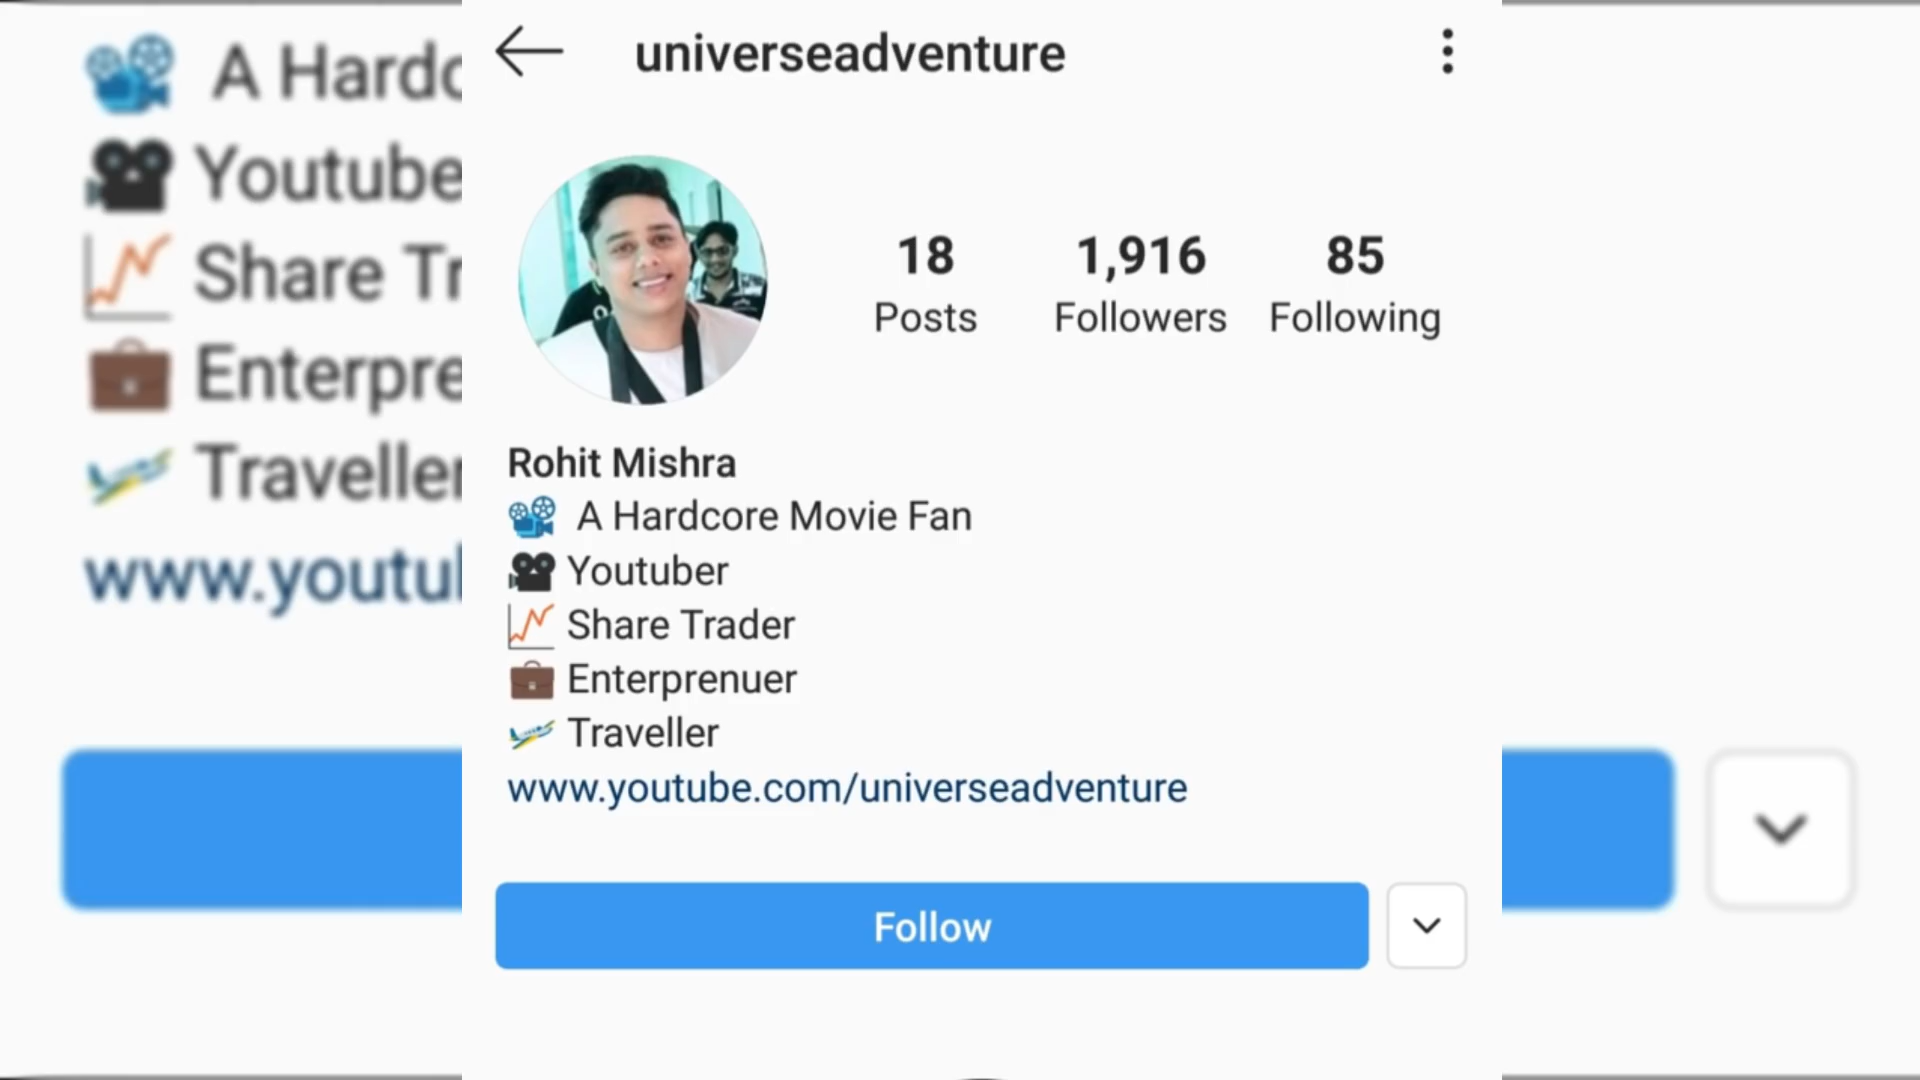 universeadventure
18
Posts
1,916
Followers
85
Following
Rohit Mishra
A Hardcore Movie Fan
Youtuber
Share Trader
Enterprenuer
Traveller
www.youtube.com/universeadventure
Follow
A Hardc
Youtube
Share Tr
Enterpre
Traveller
www.youtul